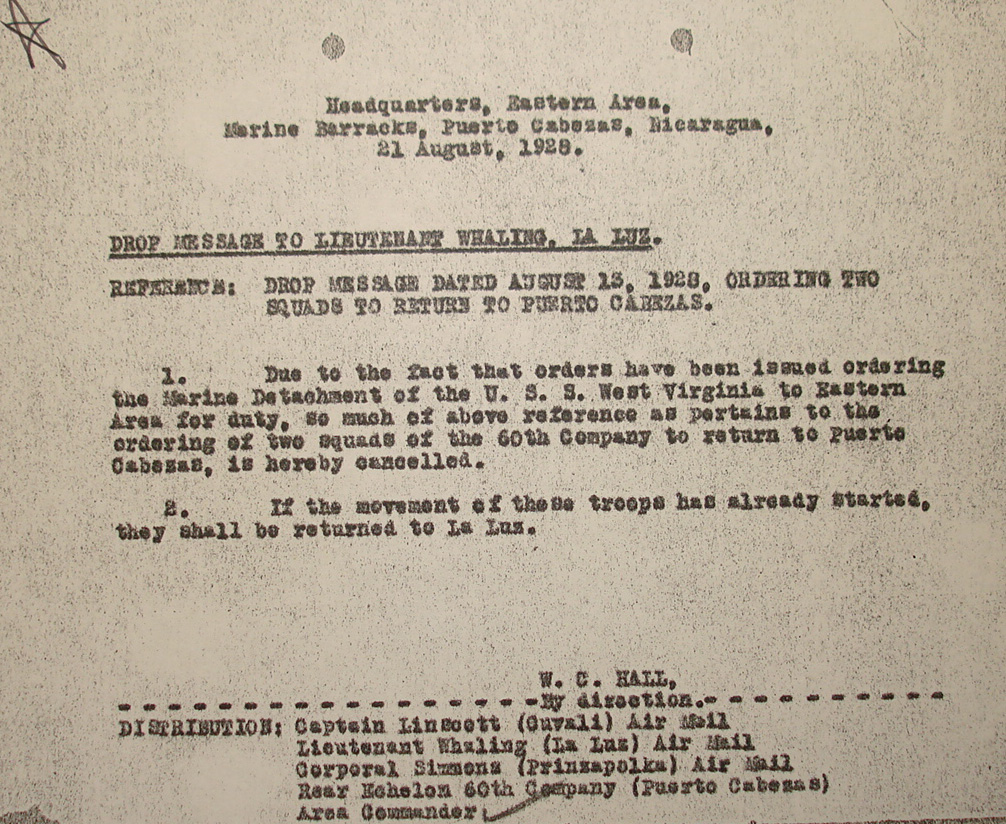 Headquarters, Eastern Area,
Marine Barracks, Puerto Cabezas, Nicaragua,
21 August, 1928.
DROP MESSAGE TO LIEUTENANT WHALING, LA LUZ.
REFERENCE: DROP MESSAGE DATED AUGUST 15, 1928, ORDERING TWO
SQUADS TO RETURN TO PUERTO CABEZAS.
1. Due to the fact that orders have been issued ordering
the Marine Detachment of the U. S. S. West Virginia to Eastern
Area for duty, so much of above reference as pertains to the
ordering of two squads of the 60th Company to return to Puerto
Cabezas, is hereby cancelled.
2. If the movement of these troops has already started,
they shall be returned to La Luz.
W. C. HALL,
- - - - - - - - - - - - - - - - - - -By direction.- - - - - - - - - - -
DISTRIBUTION: Captain Linscott (Cuvali) Air Mail
Lieutenant Whaling (La Luz) Air Mail
Corporal Simmons (Prinzapolka) Air Mail
Rear Echelon 60th Company (Puerto Cabezas)
Area Commander